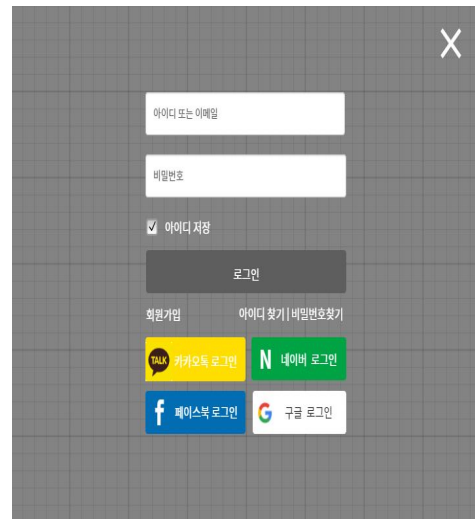 X
아이디 또는 이메일
비밀번호
아이디 저장
로그인
회원가입 아이디 찾기 | 비밀번호찾기
TALK 카카오톡 로그인 N 네이버 로그인
f 페이스북 로그인 G 구글 로그인